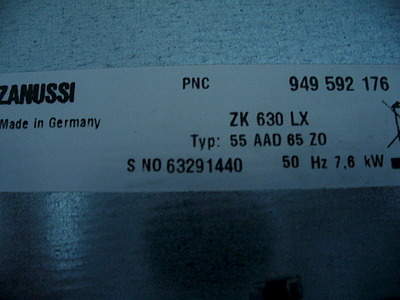 PNC 949 592 176
ZANUSSI
ZK 630 LX
Made in Germany
Typ: 55 AAD 65 ZO
S NO 63291440 50 Hz 7,6 kW